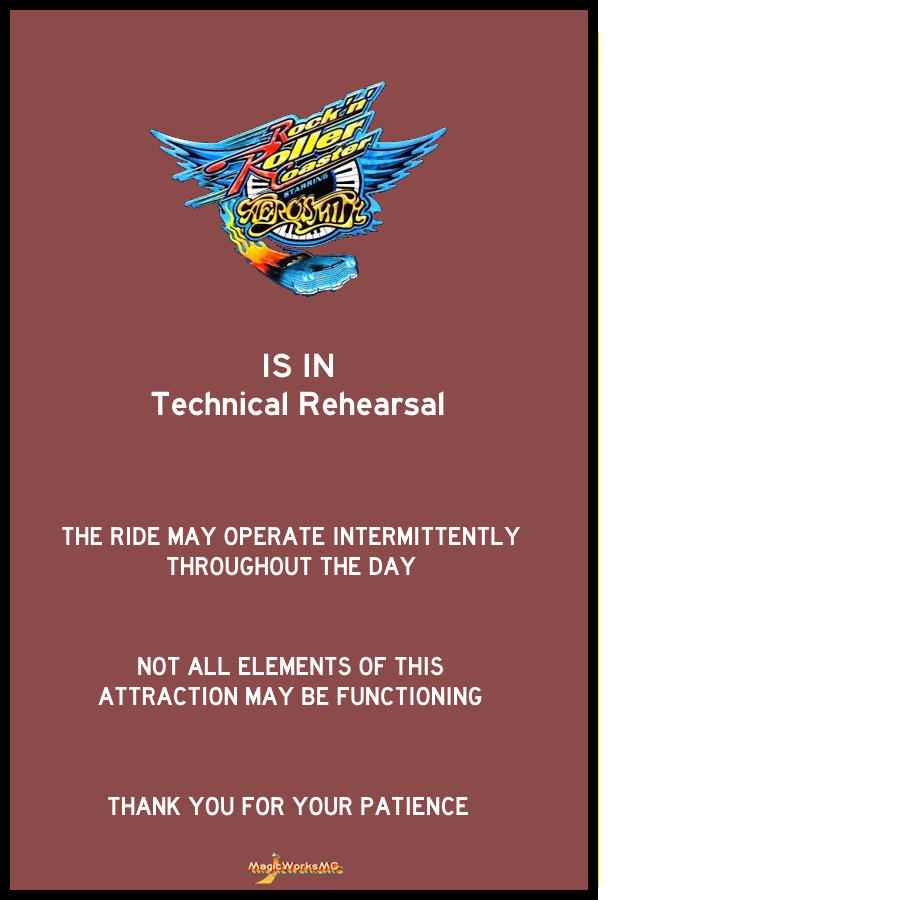 Rock 'n'
Roller
Coaster
STARRING
AEROSMITH
IS IN
Technical Rehearsal
THE RIDE MAY OPERATE INTERMITTENTLY
THROUGHOUT THE DAY
NOT ALL ELEMENTS OF THIS
ATTRACTION MAY BE FUNCTIONING
THANK YOU FOR YOUR PATIENCE
MagicWorksMC